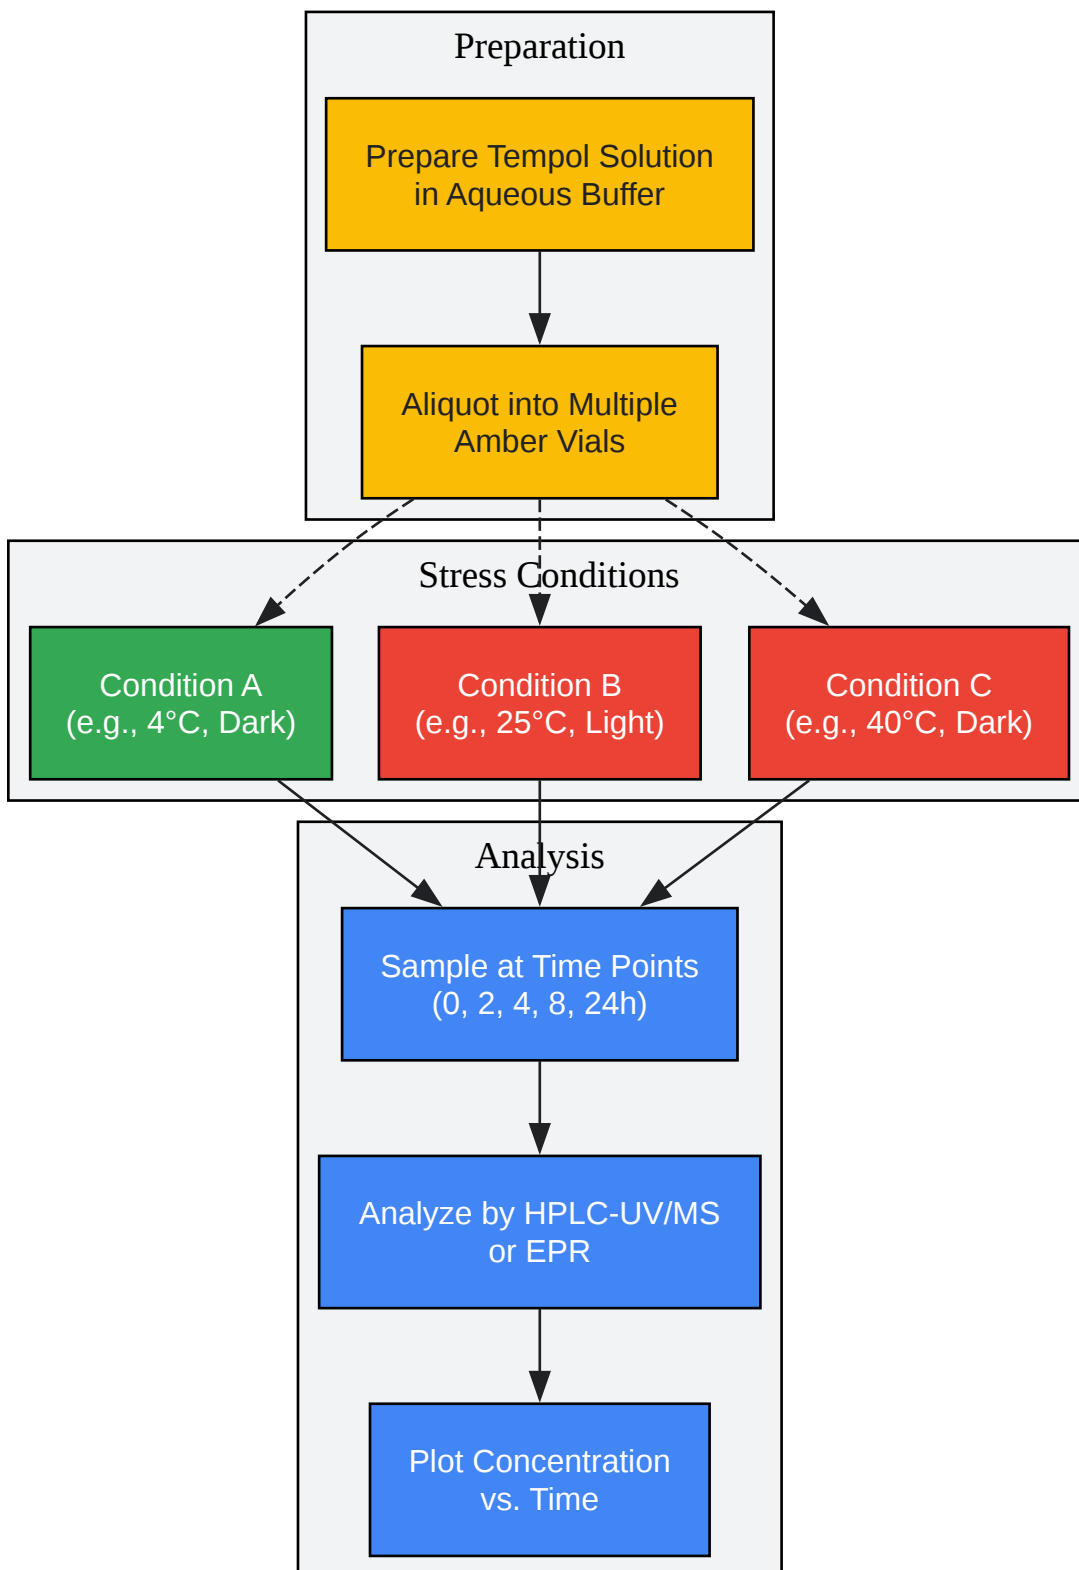 Preparation
Prepare Tempol Solution
in Aqueous Buffer
Aliquot into Multiple
Amber Vials
Stress Conditions
Condition A
(e.g., 4°C, Dark)
Condition B
(e.g., 25°C, Light)
Condition C
(e.g., 40°C, Dark)
Analysis
Sample at Time Points
(0, 2, 4, 8, 24h)
Analyze by HPLC-UV/MS
or EPR
Plot Concentration
vs. Time